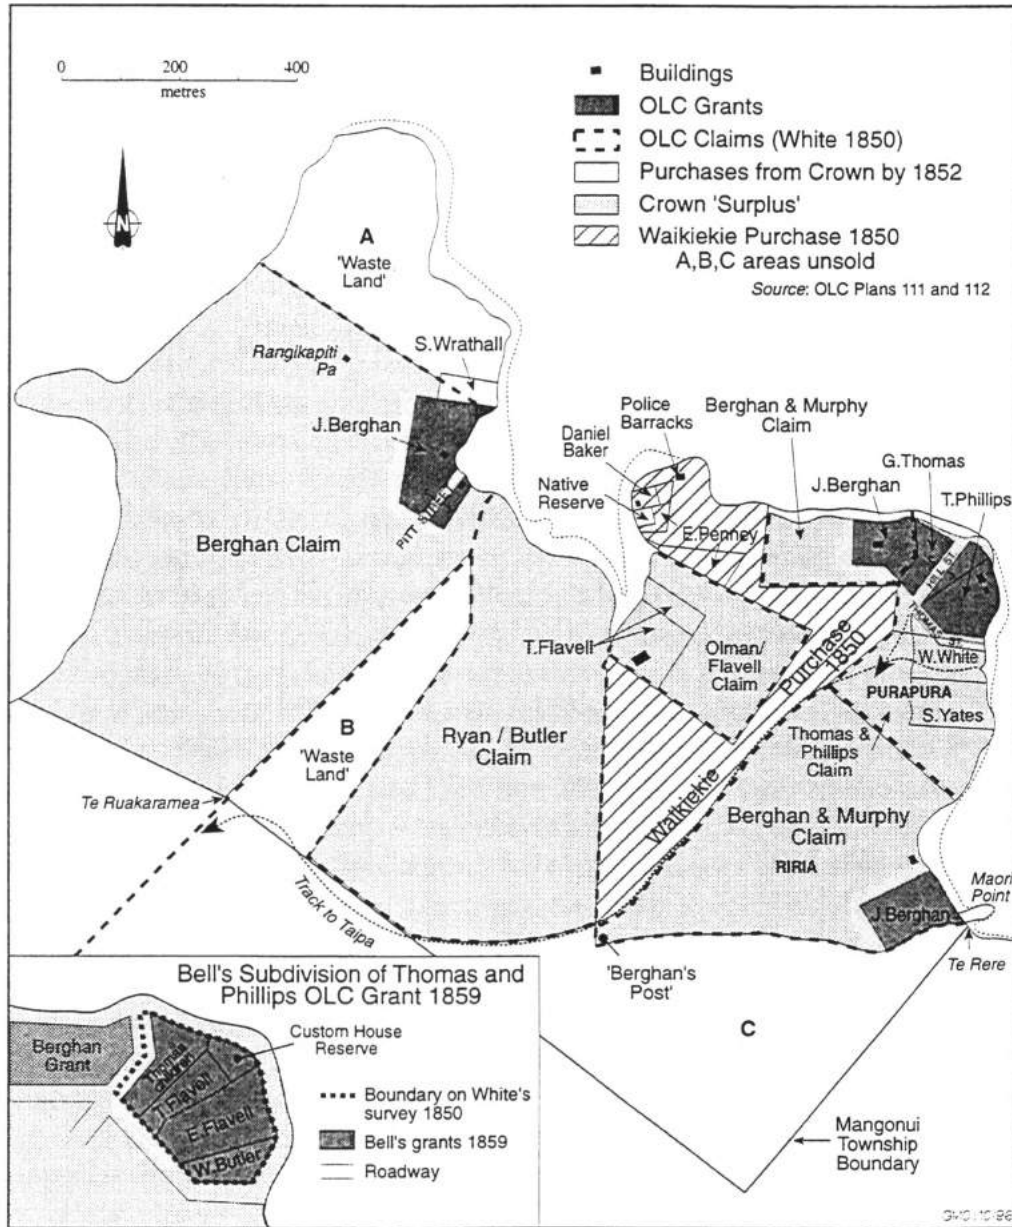 0 200 400
metres
Buildings
OLC Grants
OLC Claims (White 1850)
Purchases from Crown by 1852
Crown 'Surplus'
Waikiekie Purchase 1850
A,B,C areas unsold
Source: OLC Plans 111 and 112
N
A
'Waste
Land'
Rangikapiti
Pa
S.Wrathall
J.Berghan
PITT STREET
Berghan Claim
Police
Barracks
Daniel
Baker
Native
Reserve
E.Penney
Berghan & Murphy
Claim
J.Berghan
G.Thomas
T.Phillips
HILL ST
THOMAS ST
W.White
PURAPURA
S.Yates
Thomas &
Phillips
Claim
T.Flavell
Olman/
Flavell
Claim
Waikiekie Purchase 1850
B
'Waste
Land'
Ryan / Butler
Claim
Te Ruakaramea
Track to Taipa
Berghan & Murphy
Claim
RIRIA
J.Berghan
Maori
Point
Te Rere
'Berghan's
Post'
C
Mangonui
Township
Boundary
Bell's Subdivision of Thomas and
Phillips OLC Grant 1859
Berghan
Grant
Thomas
children
T.Flavell
E.Flavell
W.Butler
Custom House
Reserve
Boundary on White's
survey 1850
Bell's grants 1859
Roadway